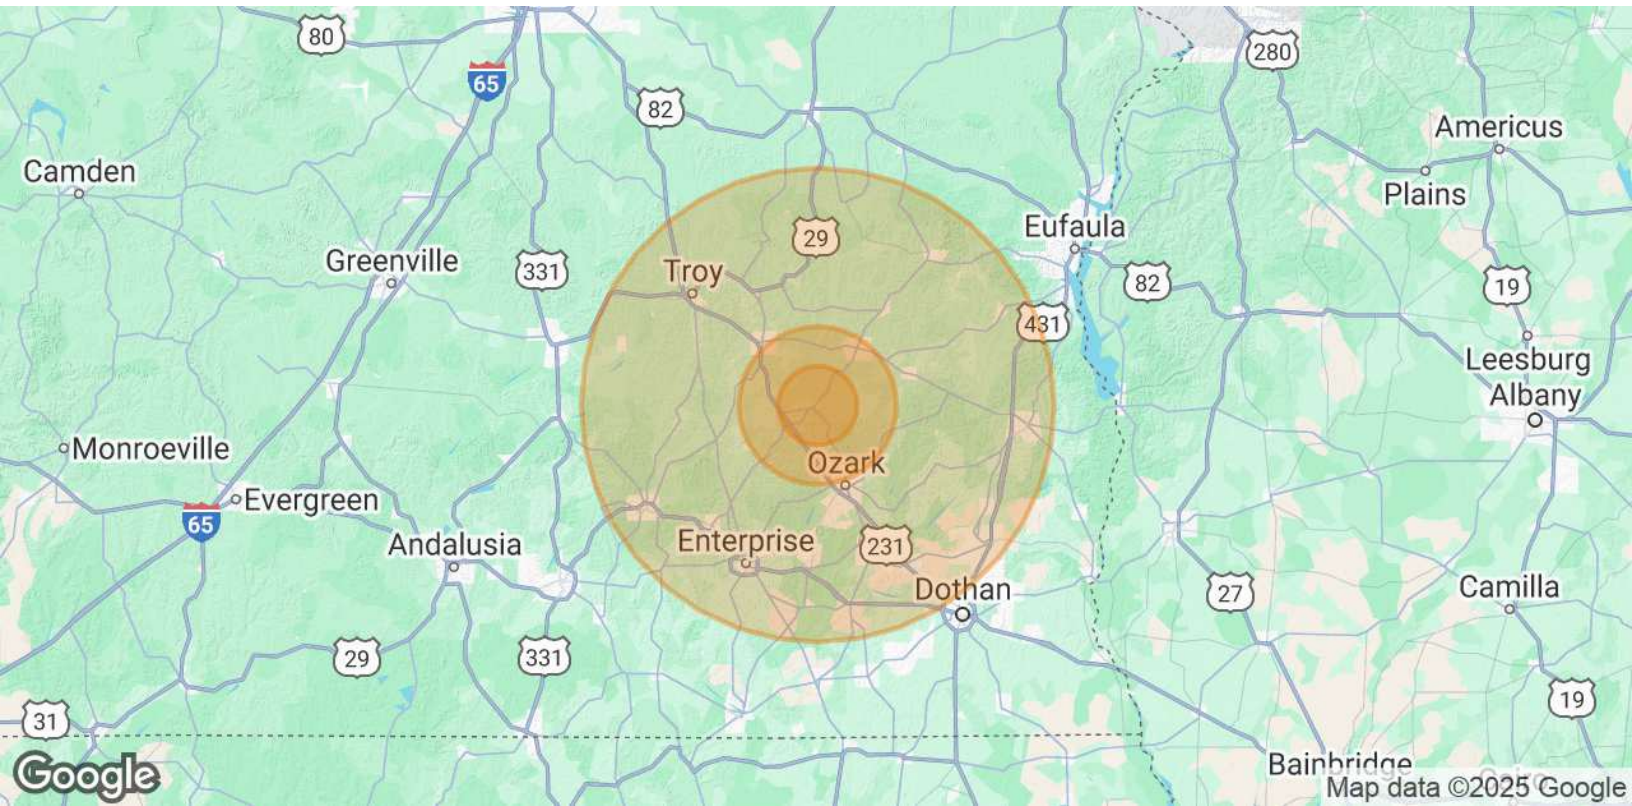 80
280
65
82
Americus
Camden
Plains
Eufaula
29
Greenville
331
Troy
82
19
431
Leesburg
Albany
Monroeville
Ozark
Evergreen
65
Andalusia
Enterprise
231
Dothan
27
Camilla
29
331
19
31
Bainbridge
Google
Map data ©2025 Google